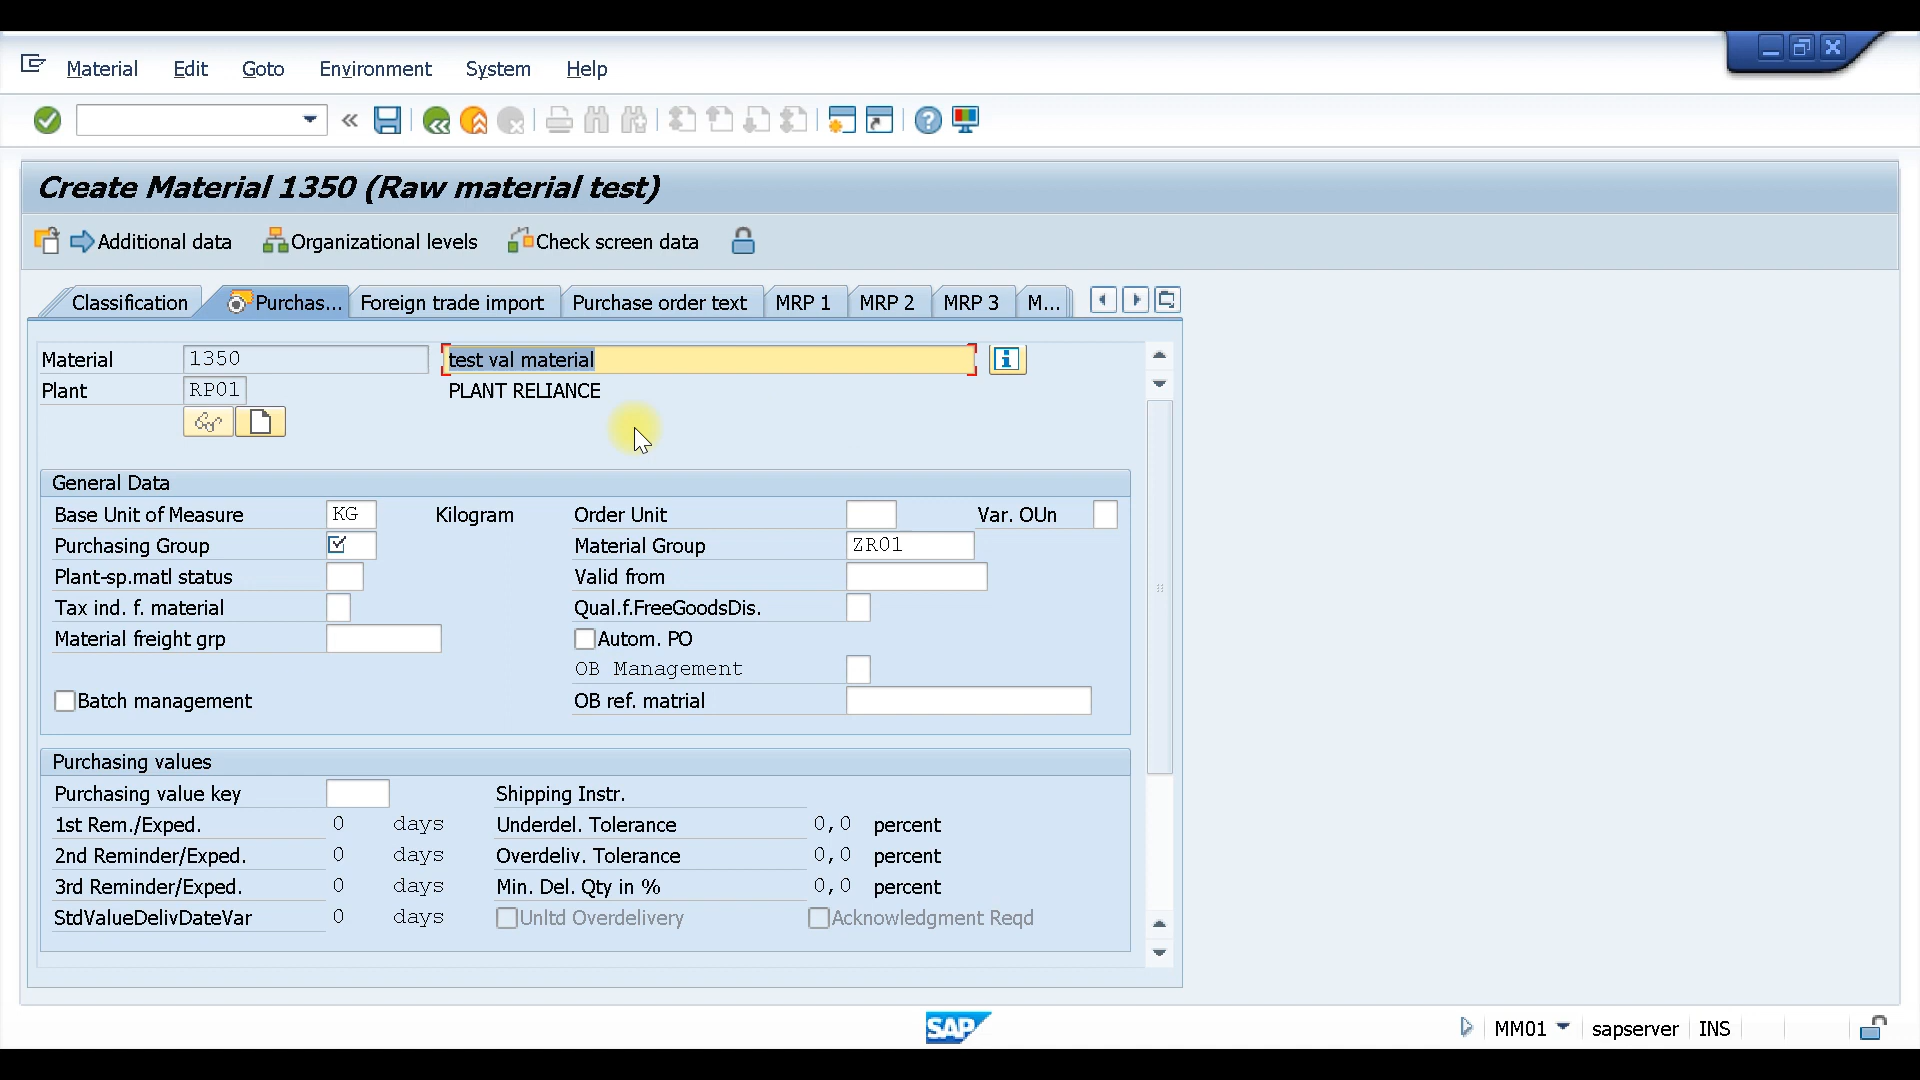 Material Edit Goto Environment System Help
Create Material 1350 (Raw material test)
Additional data Organizational levels Check screen data
Classification Purchas... Foreign trade import Purchase order text MRP 1 MRP 2 MRP 3 M...
Material 1350 test val material
Plant RP01 PLANT RELIANCE
General Data
Base Unit of Measure KG Kilogram Order Unit Var. OUn
Purchasing Group Material Group ZR01
Plant-sp.matl status Valid from
Tax ind. f. material Qual.f.FreeGoodsDis.
Material freight grp Autom. PO
OB Management
Batch management OB ref. matrial
Purchasing values
Purchasing value key Shipping Instr.
1st Rem./Exped. 0 days Underdel. Tolerance 0,0 percent
2nd Reminder/Exped. 0 days Overdeliv. Tolerance 0,0 percent
3rd Reminder/Exped. 0 days Min. Del. Qty in % 0,0 percent
StdValueDelivDateVar 0 days Unltd Overdelivery Acknowledgment Reqd
SAP MM01 sapserver INS